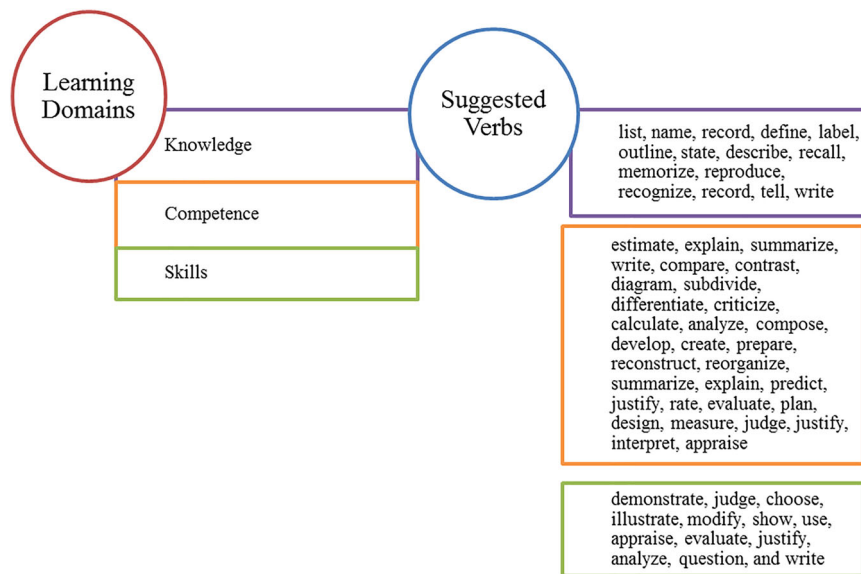 Learning
Domains
Knowledge
Competence
Skills
Suggested
Verbs
list, name, record, define, label,
outline, state, describe, recall,
memorize, reproduce,
recognize, record, tell, write
estimate, explain, summarize,
write, compare, contrast,
diagram, subdivide,
differentiate, criticize,
calculate, analyze, compose,
develop, create, prepare,
reconstruct, reorganize,
summarize, explain, predict,
justify, rate, evaluate, plan,
design, measure, judge, justify,
interpret, appraise
demonstrate, judge, choose,
illustrate, modify, show, use,
appraise, evaluate, justify,
analyze, question, and write